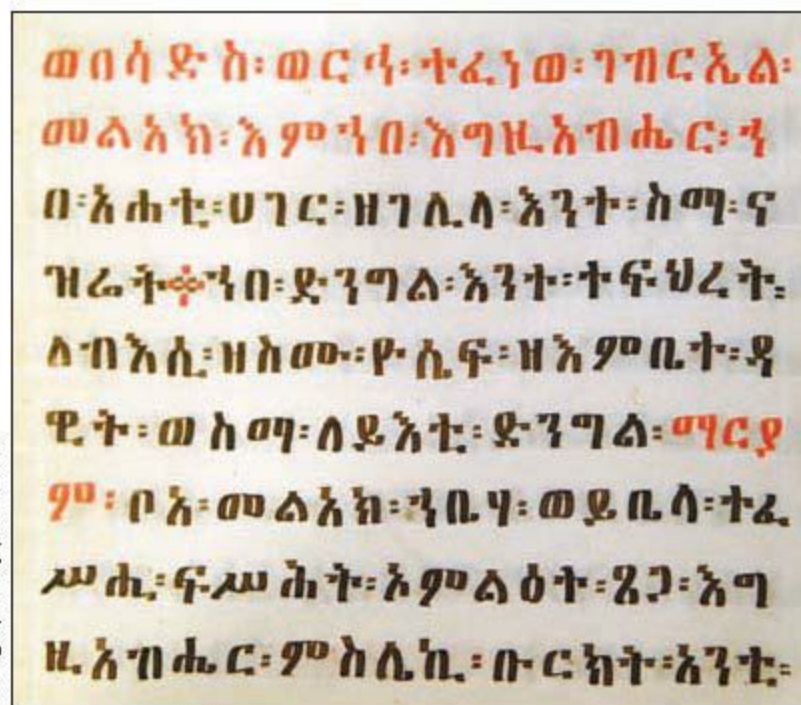 ወበሳድስ፡ወርኅ፡ተፈነወ፡ገብርኤል፡
መልአክ፡እምኀበ፡እግዚአብሔር፡ኀ
በ፡አሐቲ፡ሀገር፡ዘገሊላ፡እንተ፡ስማ፡ና
ዝሬት፨ኀበ፡ድንግል፡እንተ፡ተፍህረት፡
ለብእሲ፡ዘስሙ፡ዮሴፍ፡ዘእምቤተ፡ዳ
ዊት፡ወስማ፡ለይእቲ፡ድንግል፡ማርያ
ም፡ቦአ፡መልአክ፡ኀቤሃ፡ወይቤላ፡ተፈ
ሥሒ፡ፍሥሕት፡ኦምልዕት፡ጸጋ፡እግ
ዚአብሔር፡ምስሌኪ፡ቡርክት፡አንቲ፡